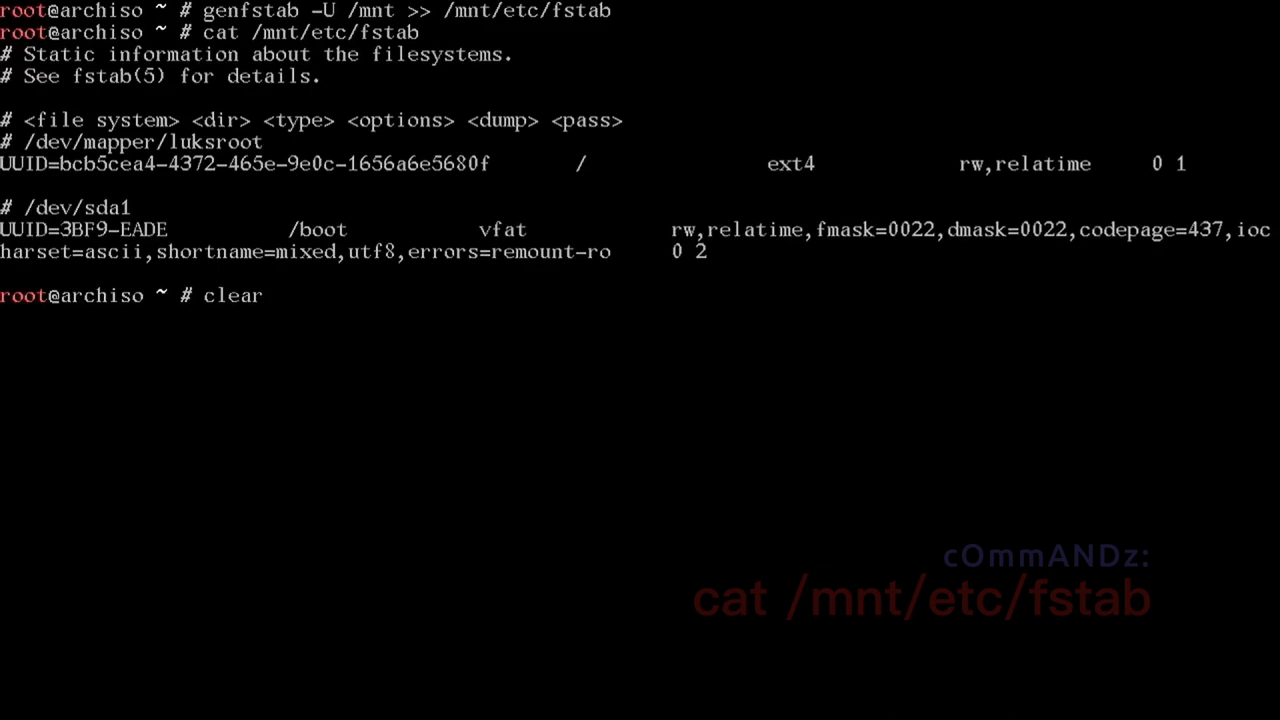 root@archiso ~ # genfstab -U /mnt >> /mnt/etc/fstab
root@archiso ~ # cat /mnt/etc/fstab
# Static information about the filesystems.
# See fstab(5) for details.
# <file system> <dir> <type> <options> <dump> <pass>
# /dev/mapper/luksroot
UUID=bcb5cea4-4372-465e-9e0c-1656a6e5680f / ext4 rw,relatime 0 1
# /dev/sda1
UUID=3BF9-EADE /boot vfat rw,relatime,fmask=0022,dmask=0022,codepage=437,ioc
harset=ascii,shortname=mixed,utf8,errors=remount-ro 0 2
root@archiso ~ # clear
cOmmANDz:
cat /mnt/etc/fstab